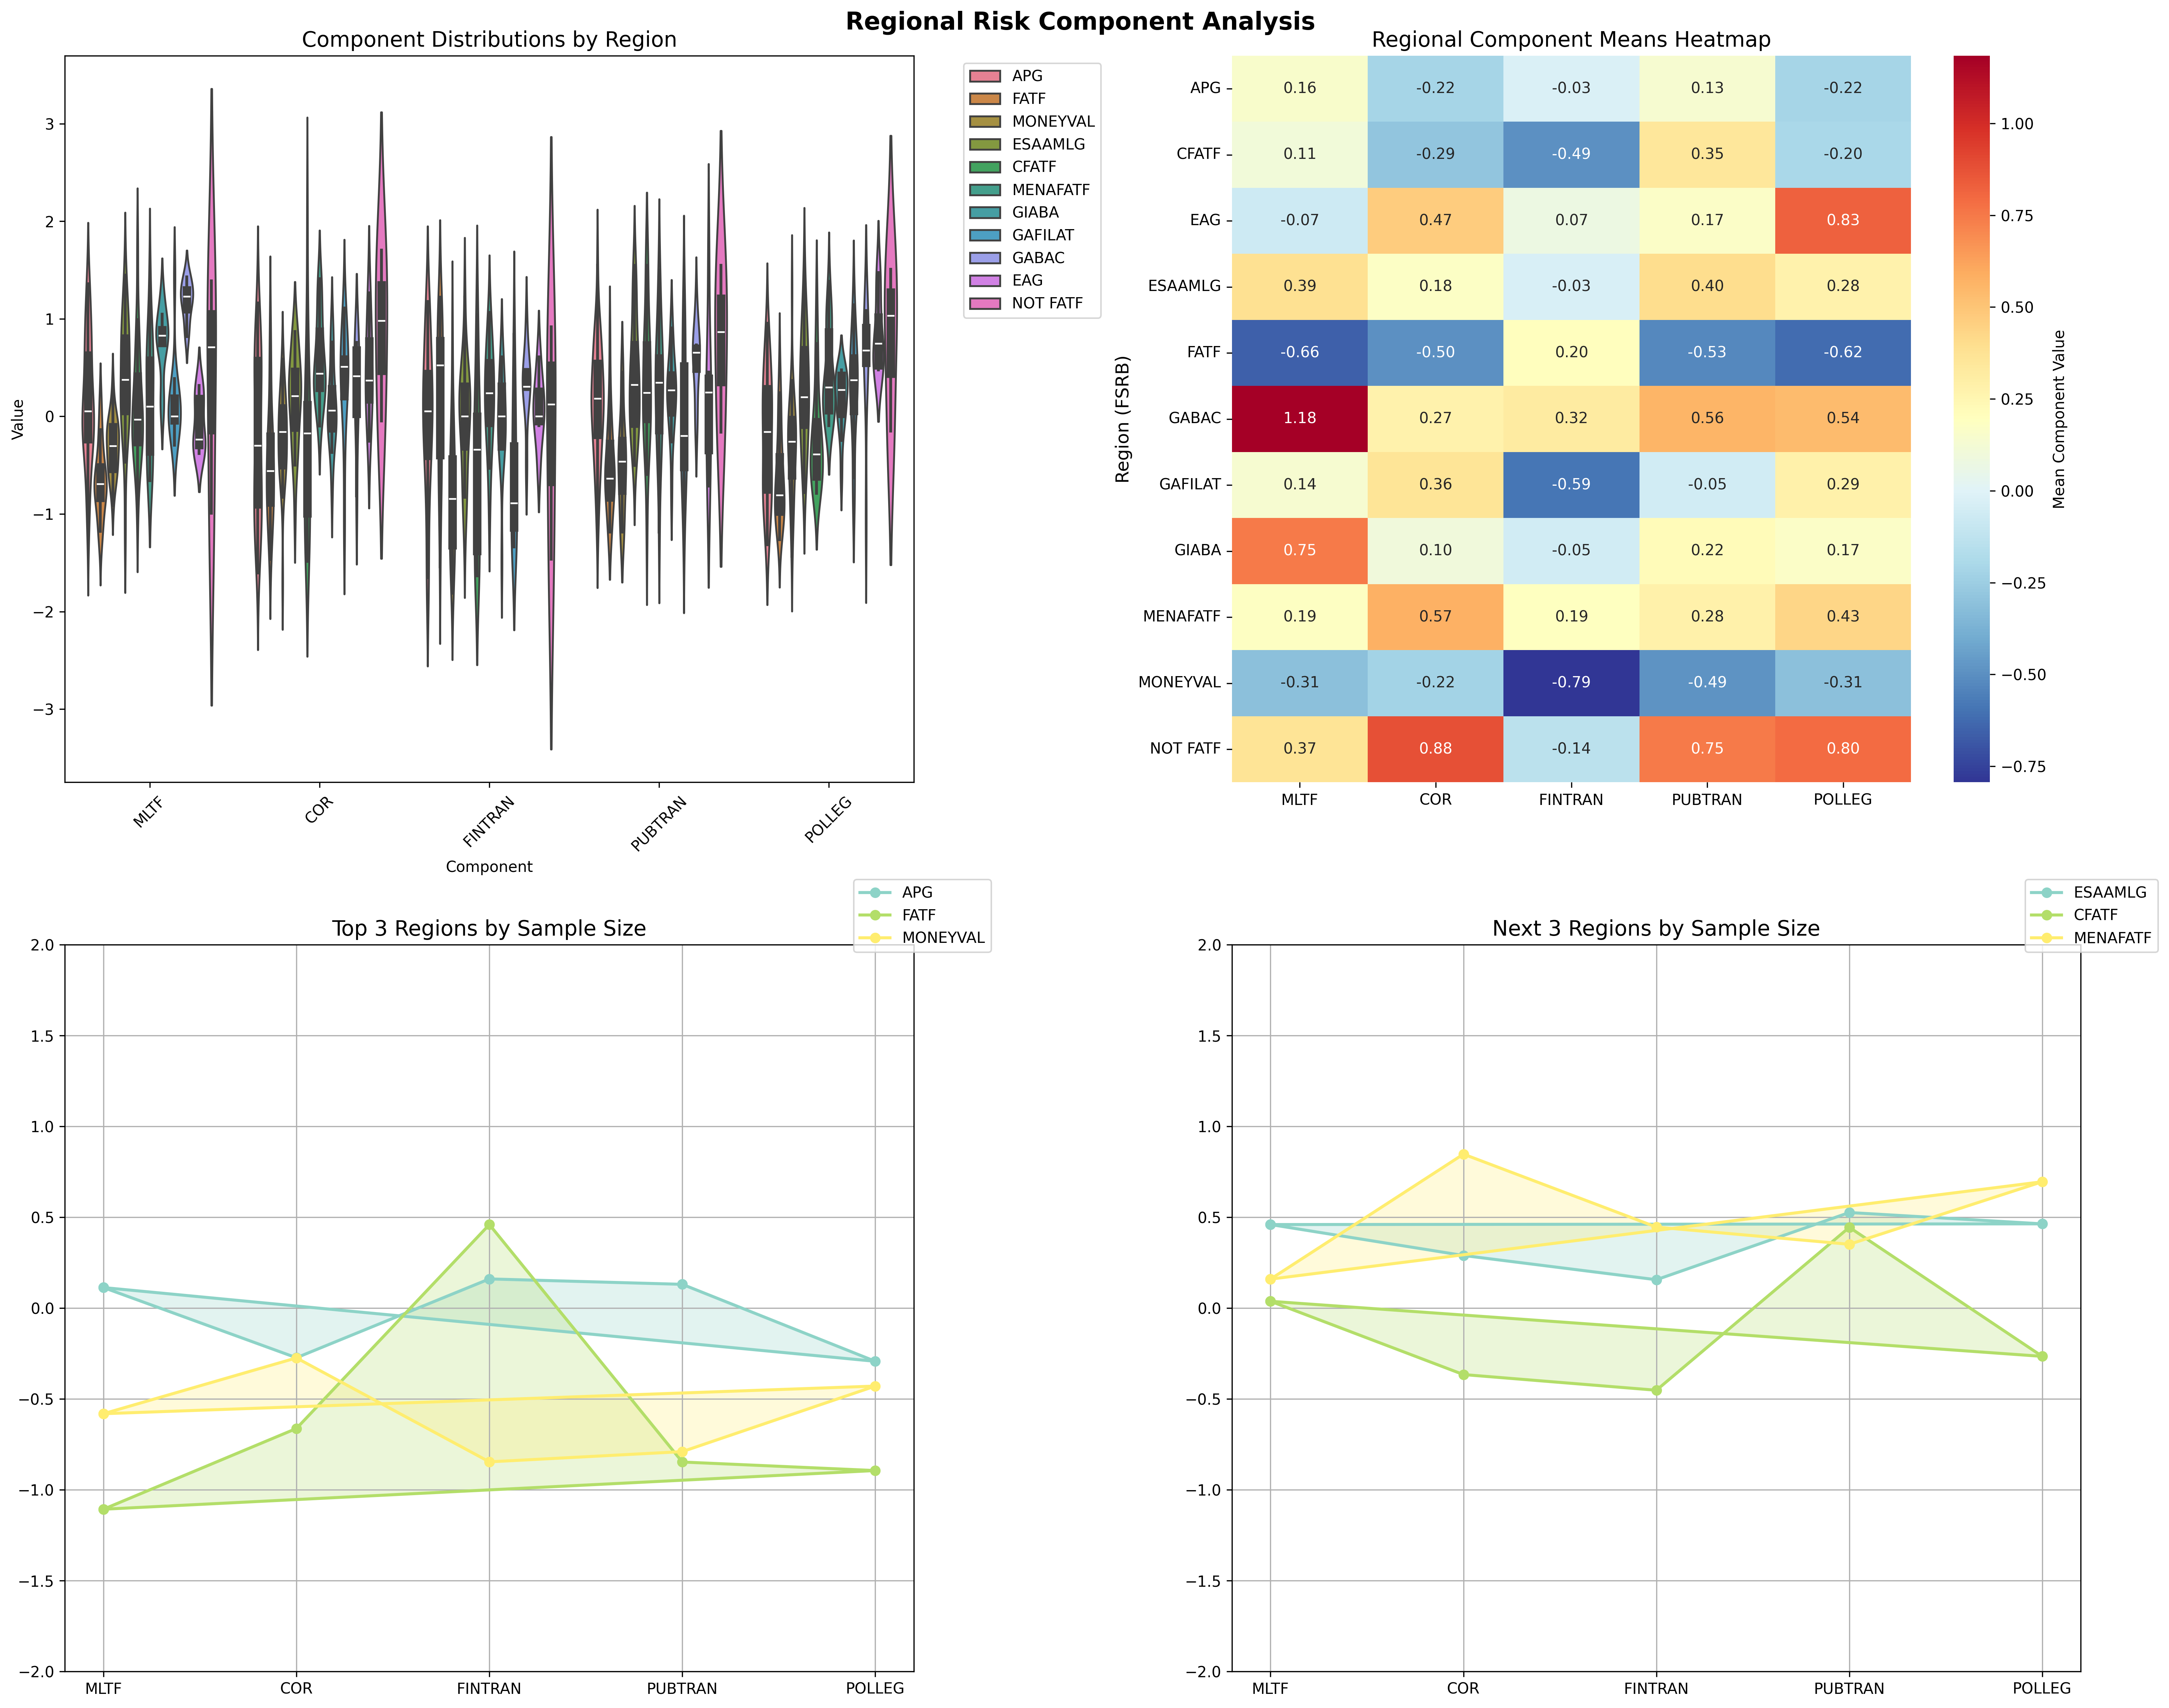 Regional Risk Component Analysis
Component Distributions by Region
Value
3
2
1
0
−1
−2
−3
MLTF
COR
FINTRAN
PUBTRAN
POLLEG
Component
APG
FATF
MONEYVAL
ESAAMLG
CFATF
MENAFATF
GIABA
GAFILAT
GABAC
EAG
NOT FATF
Regional Component Means Heatmap
Region (FSRB)
APG 0.16 -0.22 -0.03 0.13 -0.22
CFATF 0.11 -0.29 -0.49 0.35 -0.20
EAG -0.07 0.47 0.07 0.17 0.83
ESAAMLG 0.39 0.18 -0.03 0.40 0.28
FATF -0.66 -0.50 0.20 -0.53 -0.62
GABAC 1.18 0.27 0.32 0.56 0.54
GAFILAT 0.14 0.36 -0.59 -0.05 0.29
GIABA 0.75 0.10 -0.05 0.22 0.17
MENAFATF 0.19 0.57 0.19 0.28 0.43
MONEYVAL -0.31 -0.22 -0.79 -0.49 -0.31
NOT FATF 0.37 0.88 -0.14 0.75 0.80
MLTF COR FINTRAN PUBTRAN POLLEG
1.00
0.75
0.50
0.25
0.00
−0.25
−0.50
−0.75
Mean Component Value
Top 3 Regions by Sample Size
APG
FATF
MONEYVAL
2.0
1.5
1.0
0.5
0.0
−0.5
−1.0
−1.5
−2.0
MLTF COR FINTRAN PUBTRAN POLLEG
Next 3 Regions by Sample Size
ESAAMLG
CFATF
MENAFATF
2.0
1.5
1.0
0.5
0.0
−0.5
−1.0
−1.5
−2.0
MLTF COR FINTRAN PUBTRAN POLLEG